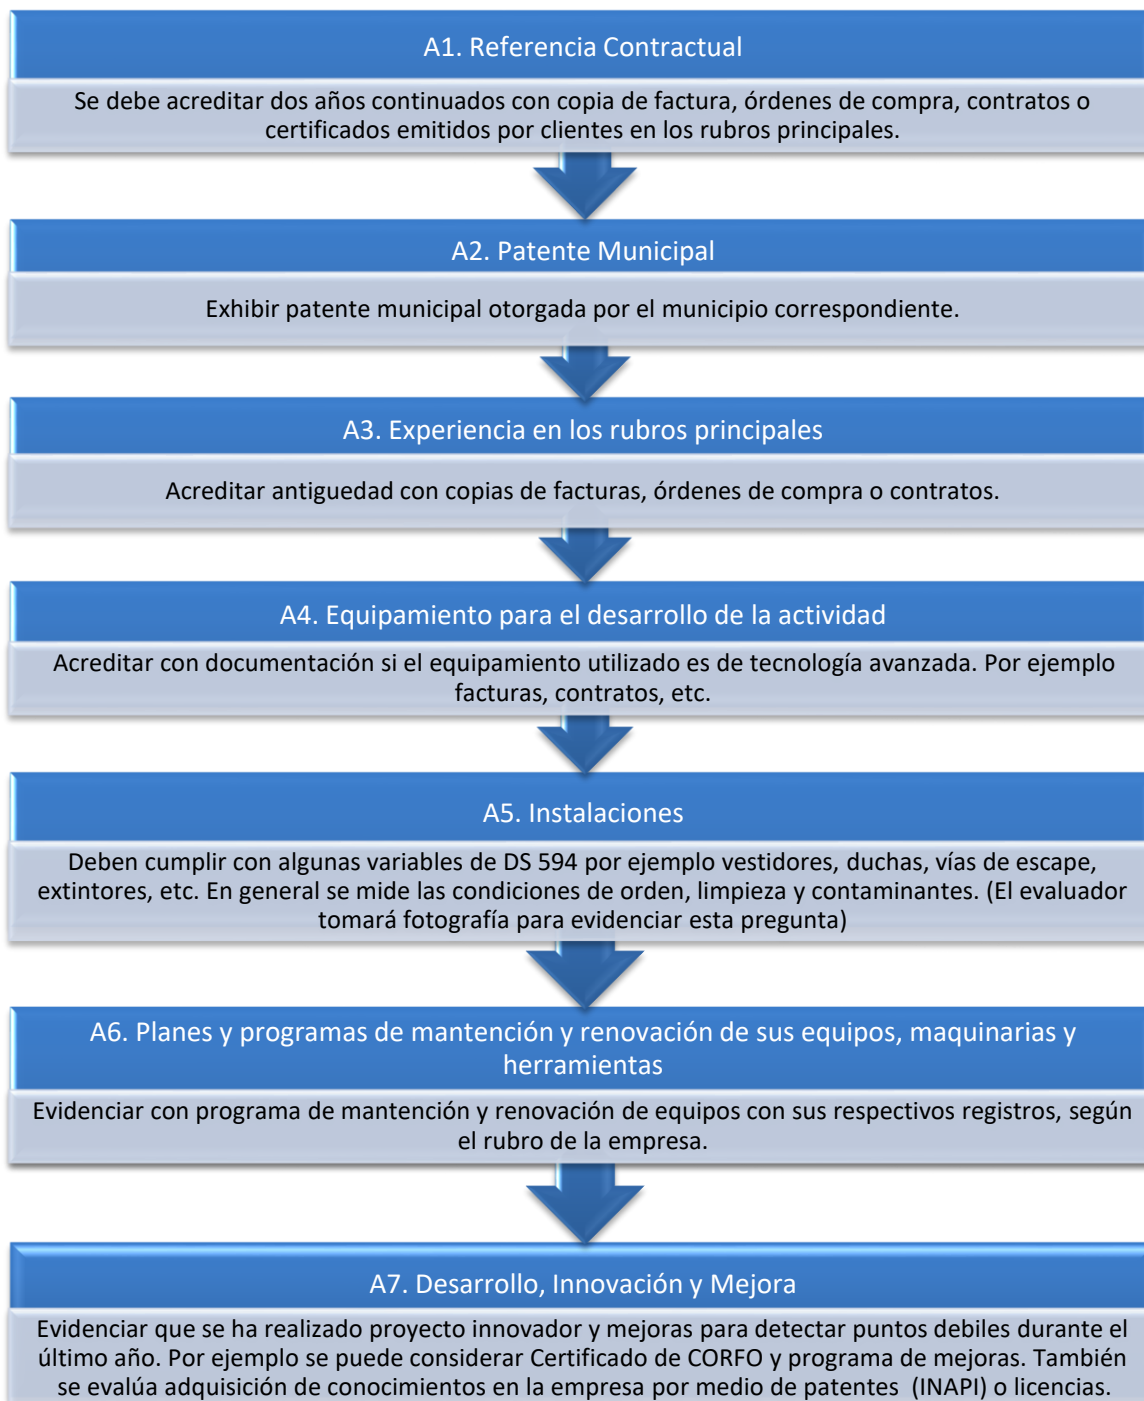 A1. Referencia Contractual
Se debe acreditar dos años continuados con copia de factura, órdenes de compra, contratos o
certificados emitidos por clientes en los rubros principales.
A2. Patente Municipal
Exhibir patente municipal otorgada por el municipio correspondiente.
A3. Experiencia en los rubros principales
Acreditar antiguedad con copias de facturas, órdenes de compra o contratos.
A4. Equipamiento para el desarrollo de la actividad
Acreditar con documentación si el equipamiento utilizado es de tecnología avanzada. Por ejemplo
facturas, contratos, etc.
A5. Instalaciones
Deben cumplir con algunas variables de DS 594 por ejemplo vestidores, duchas, vías de escape,
extintores, etc. En general se mide las condiciones de orden, limpieza y contaminantes. (El evaluador
tomará fotografía para evidenciar esta pregunta)
A6. Planes y programas de mantención y renovación de sus equipos, maquinarias y
herramientas
Evidenciar con programa de mantención y renovación de equipos con sus respectivos registros, según
el rubro de la empresa.
A7. Desarrollo, Innovación y Mejora
Evidenciar que se ha realizado proyecto innovador y mejoras para detectar puntos debiles durante el
último año. Por ejemplo se puede considerar Certificado de CORFO y programa de mejoras. También
se evalúa adquisición de conocimientos en la empresa por medio de patentes (INAPI) o licencias.